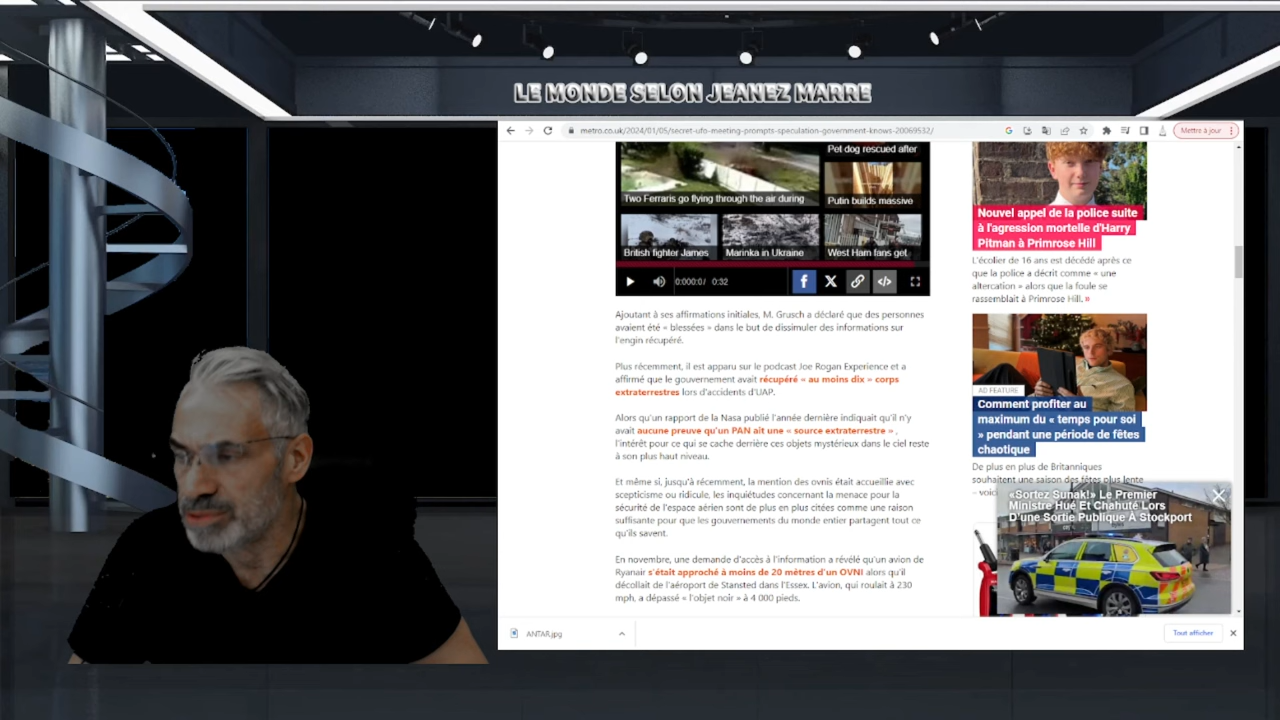 LE MONDE SELON JEANEZ MARRE
metro.co.uk/2024/01/05/secret-ufo-meeting-prompts-speculation-government-knows-20069532/
Mettre à jour
Two Ferraris go flying through the air during
Pet dog rescued after
Putin builds massive
British fighter James
Marinka in Ukraine
West Ham fans get
0:00 0:0/ 0:32
Ajoutant à ses affirmations initiales, M. Grusch a déclaré que des personnes
avaient été « blessées » dans le but de dissimuler des informations sur
l'engin récupéré.
Plus récemment, il est apparu sur le podcast Joe Rogan Experience et a
affirmé que le gouvernement avait récupéré « au moins dix » corps
extraterrestres lors d'accidents d'UAP.
Alors qu'un rapport de la Nasa publié l'année dernière indiquait qu'il n'y
avait aucune preuve qu'un PAN ait une « source extraterrestre » ,
l'intérêt pour ce qui se cache derrière ces objets mystérieux dans le ciel reste
à son plus haut niveau.
Et même si, jusqu'à récemment, la mention des ovnis était accueillie avec
scepticisme ou ridicule, les inquiétudes concernant la menace pour la
sécurité de l'espace aérien sont de plus en plus citées comme une raison
suffisante pour que les gouvernements du monde entier partagent tout ce
qu'ils savent.
En novembre, une demande d'accès à l'information a révélé qu'un avion de
Ryanair s'était approché à moins de 20 mètres d'un OVNI alors qu'il
décollait de l'aéroport de Stansted dans l'Essex. L'avion, qui roulait à 230
mph, a dépassé « l'objet noir » à 4 000 pieds.
Nouvel appel de la police suite
à l'agression mortelle d'Harry
Pitman à Primrose Hill
L'écolier de 16 ans est décédé après ce
que la police a décrit comme « une
altercation » alors que la foule se
rassemblait à Primrose Hill. »
AD FEATURE
Comment profiter au
maximum du « temps pour soi
» pendant une période de fêtes
chaotique
De plus en plus de Britanniques
souhaitent une saison des fêtes plus lente
– voici
«Sortez Sunak!» Le Premier
Ministre Hué Et Chahuté Lors
D'une Sortie Publique À Stockport
ANTAR.jpg
Tout afficher